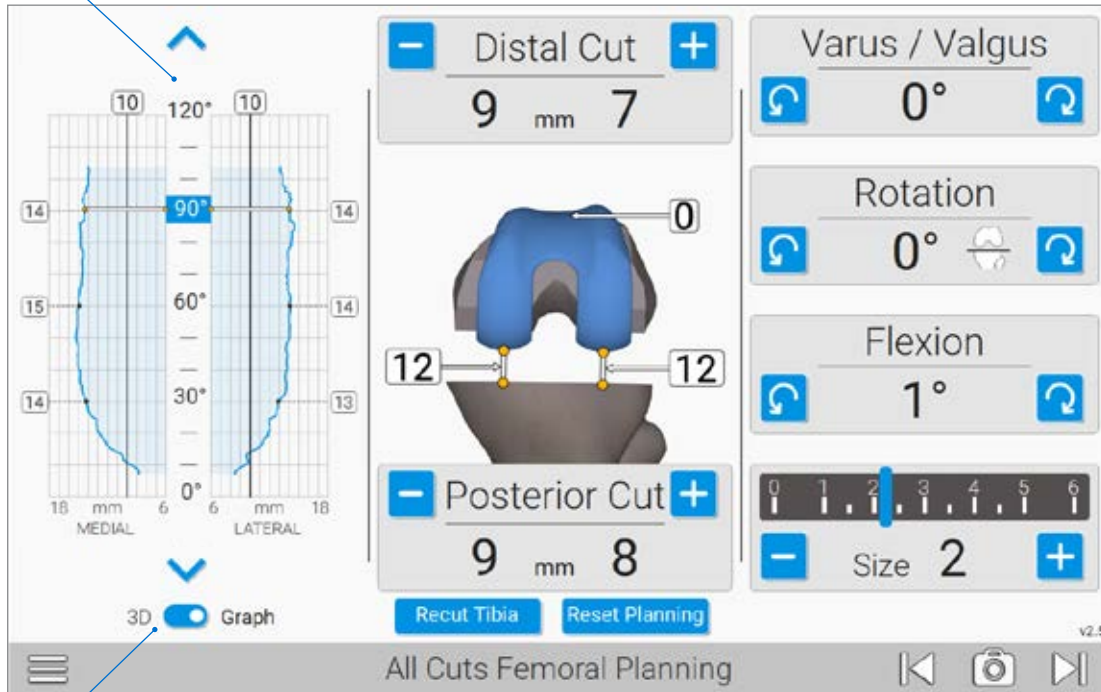 10 120° 10
14 90° 14
15 60° 14
14 30° 13
0°
18 mm 6 6 mm 18
MEDIAL LATERAL
3D Graph
− Distal Cut +
9 mm 7
0
12 12
− Posterior Cut +
9 mm 8
Recut Tibia Reset Planning
Varus / Valgus
0°
Rotation
0°
Flexion
1°
0 1 2 3 4 5 6
− Size 2 +
All Cuts Femoral Planning